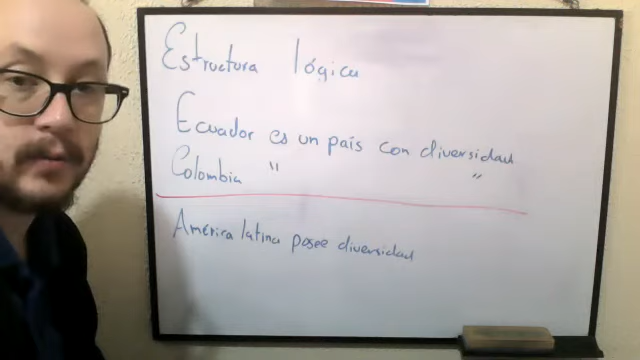 Estructura lógica
Ecuador es un país con diversidad
Colombia " "
América latina posee diversidad